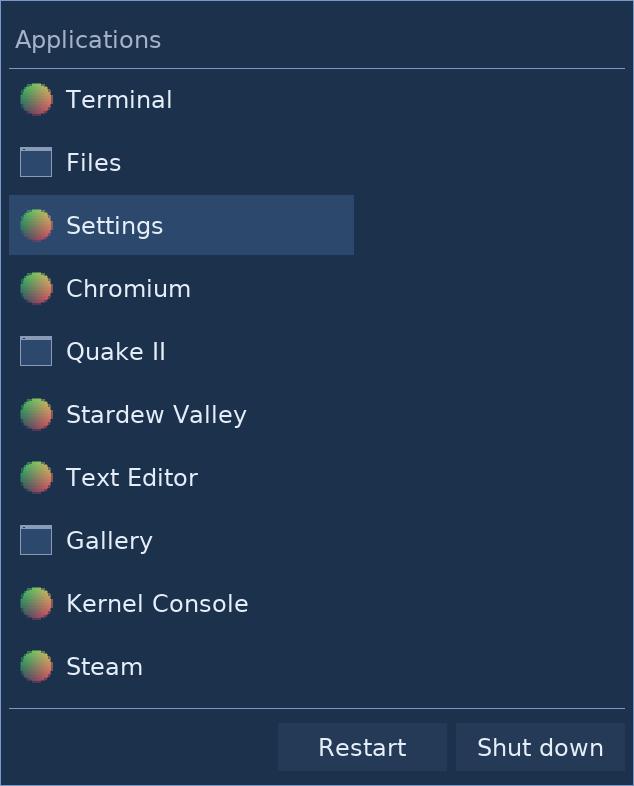 Applications
Terminal
Files
Settings
Chromium
Quake II
Stardew Valley
Text Editor
Gallery
Kernel Console
Steam
Restart
Shut down